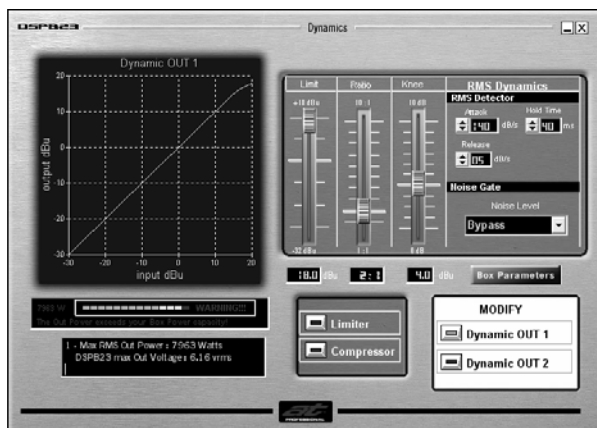 DSPB23
Dynamics
Dynamic OUT 1
20
10
0
-10
-20
-30
-30 -20 -10 0 10 20
output dBu
input dBu
Limit Ratio Knee
+18 dBu 10:1 10 dB
-32 dBu 1:1 0 dB
RMS Dynamics
RMS Detector
Attack Hold Time
140 dB/s 40 ms
Release
05 dB/s
Noise Gate
Noise Level
Bypass
18.0 dBu 2:1 4.0 dBu Box Parameters
7963 W WARNING!!!
The Out Power exceeds your Box Power capacity!
1 - Max RMS Out Power : 7963 Watts
DSPB23 max Out Voltage : 6.16 vrms
Limiter
Compressor
MODIFY
Dynamic OUT 1
Dynamic OUT 2
PROFESSIONAL